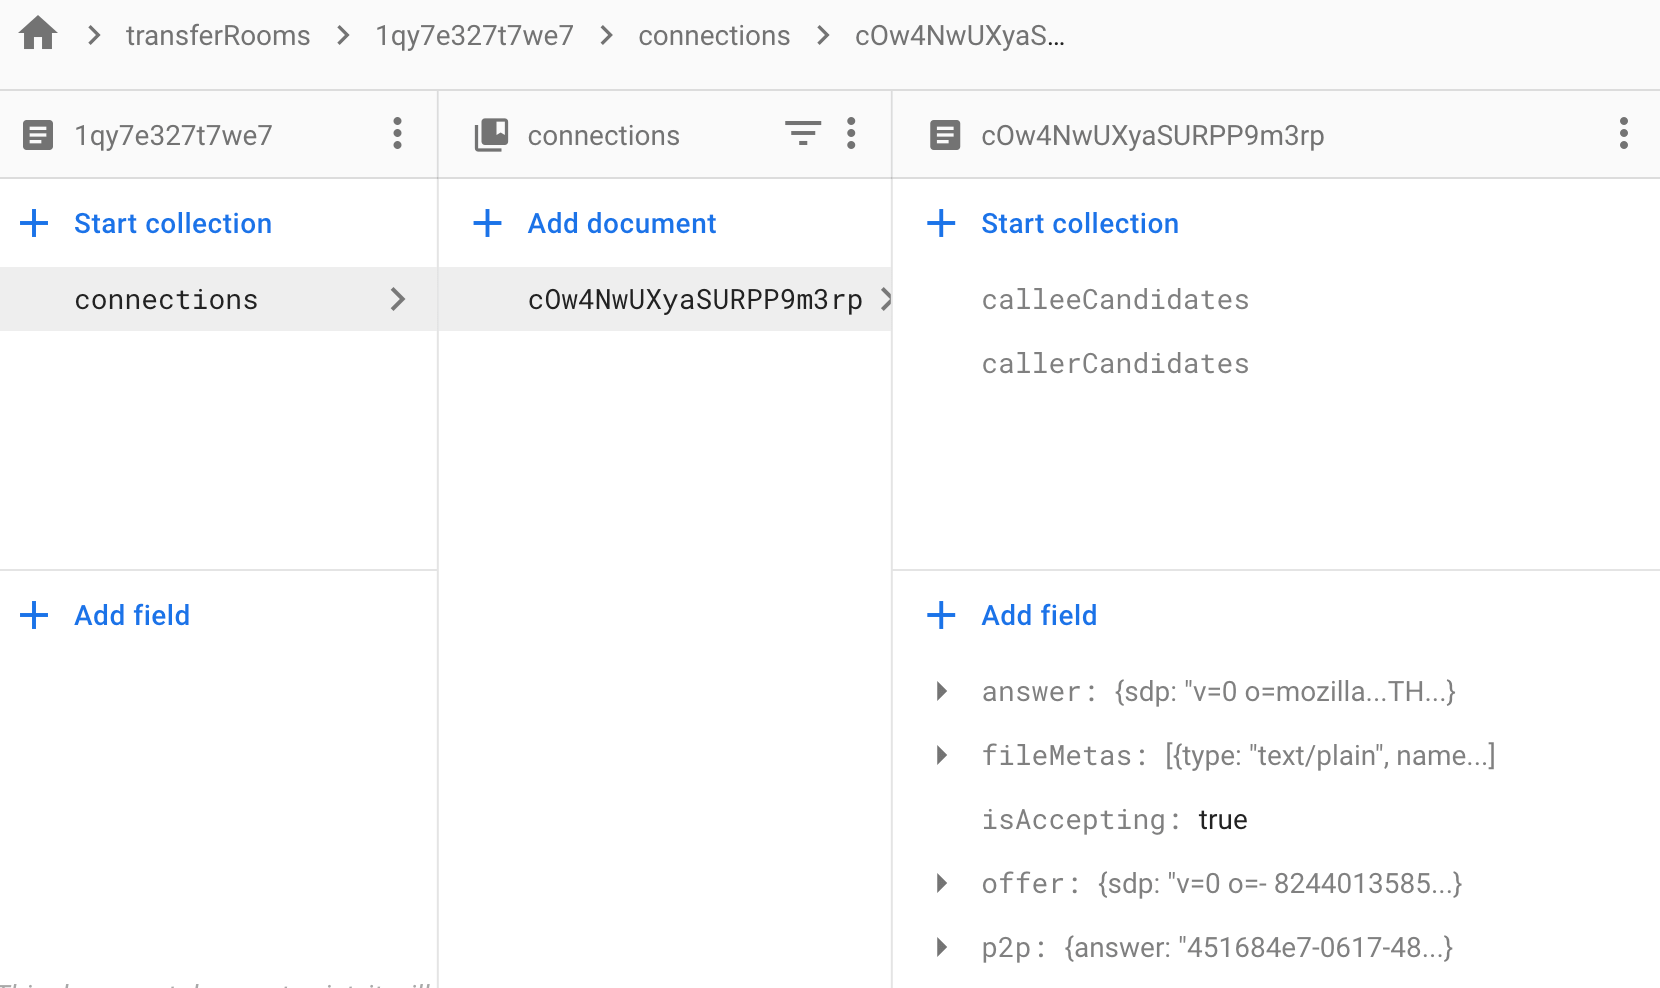 transferRooms > 1qy7e327t7we7 > connections > cOw4NwUXyaS...
1qy7e327t7we7
connections
cOw4NwUXyaSURPP9m3rp
+ Start collection
+ Add document
+ Start collection
connections
cOw4NwUXyaSURPP9m3rp
calleeCandidates
callerCandidates
+ Add field
+ Add field
answer: {sdp: "v=0 o=mozilla...TH...}
fileMetas: [{type: "text/plain", name...]
isAccepting: true
offer: {sdp: "v=0 o=- 8244013585...}
p2p: {answer: "451684e7-0617-48...}